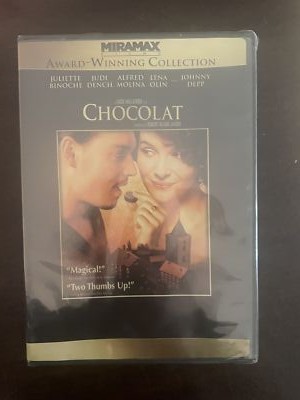 MIRAMAX
AWARD-WINNING COLLECTION
JULIETTE JUDI ALFRED LENA JOHNNY
BINOCHE DENCH MOLINA OLIN DEPP
CHOCOLAT
"Magical!"
"Two Thumbs Up!"